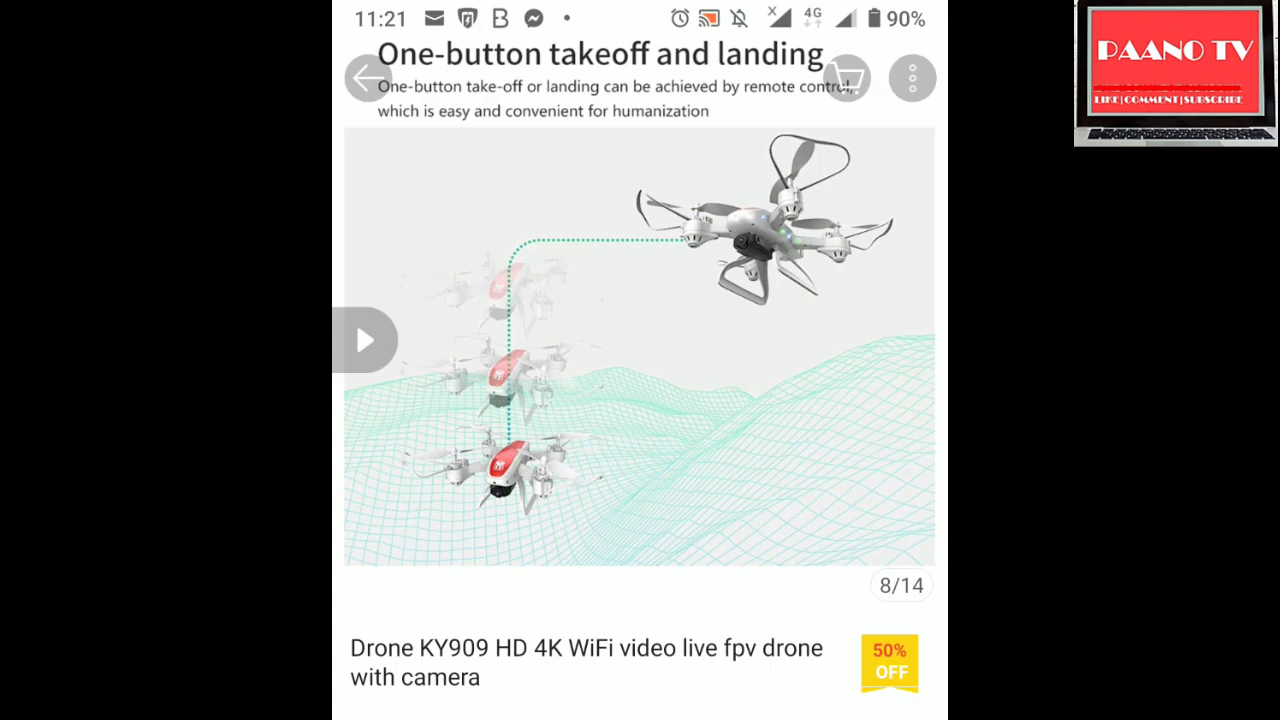 11:21
4G
90%
PAANO TV
LIKE|COMMENT|SUBSCRIBE
One-button takeoff and landing
One-button take-off or landing can be achieved by remote control,
which is easy and convenient for humanization
8/14
Drone KY909 HD 4K WiFi video live fpv drone
with camera
50%
OFF